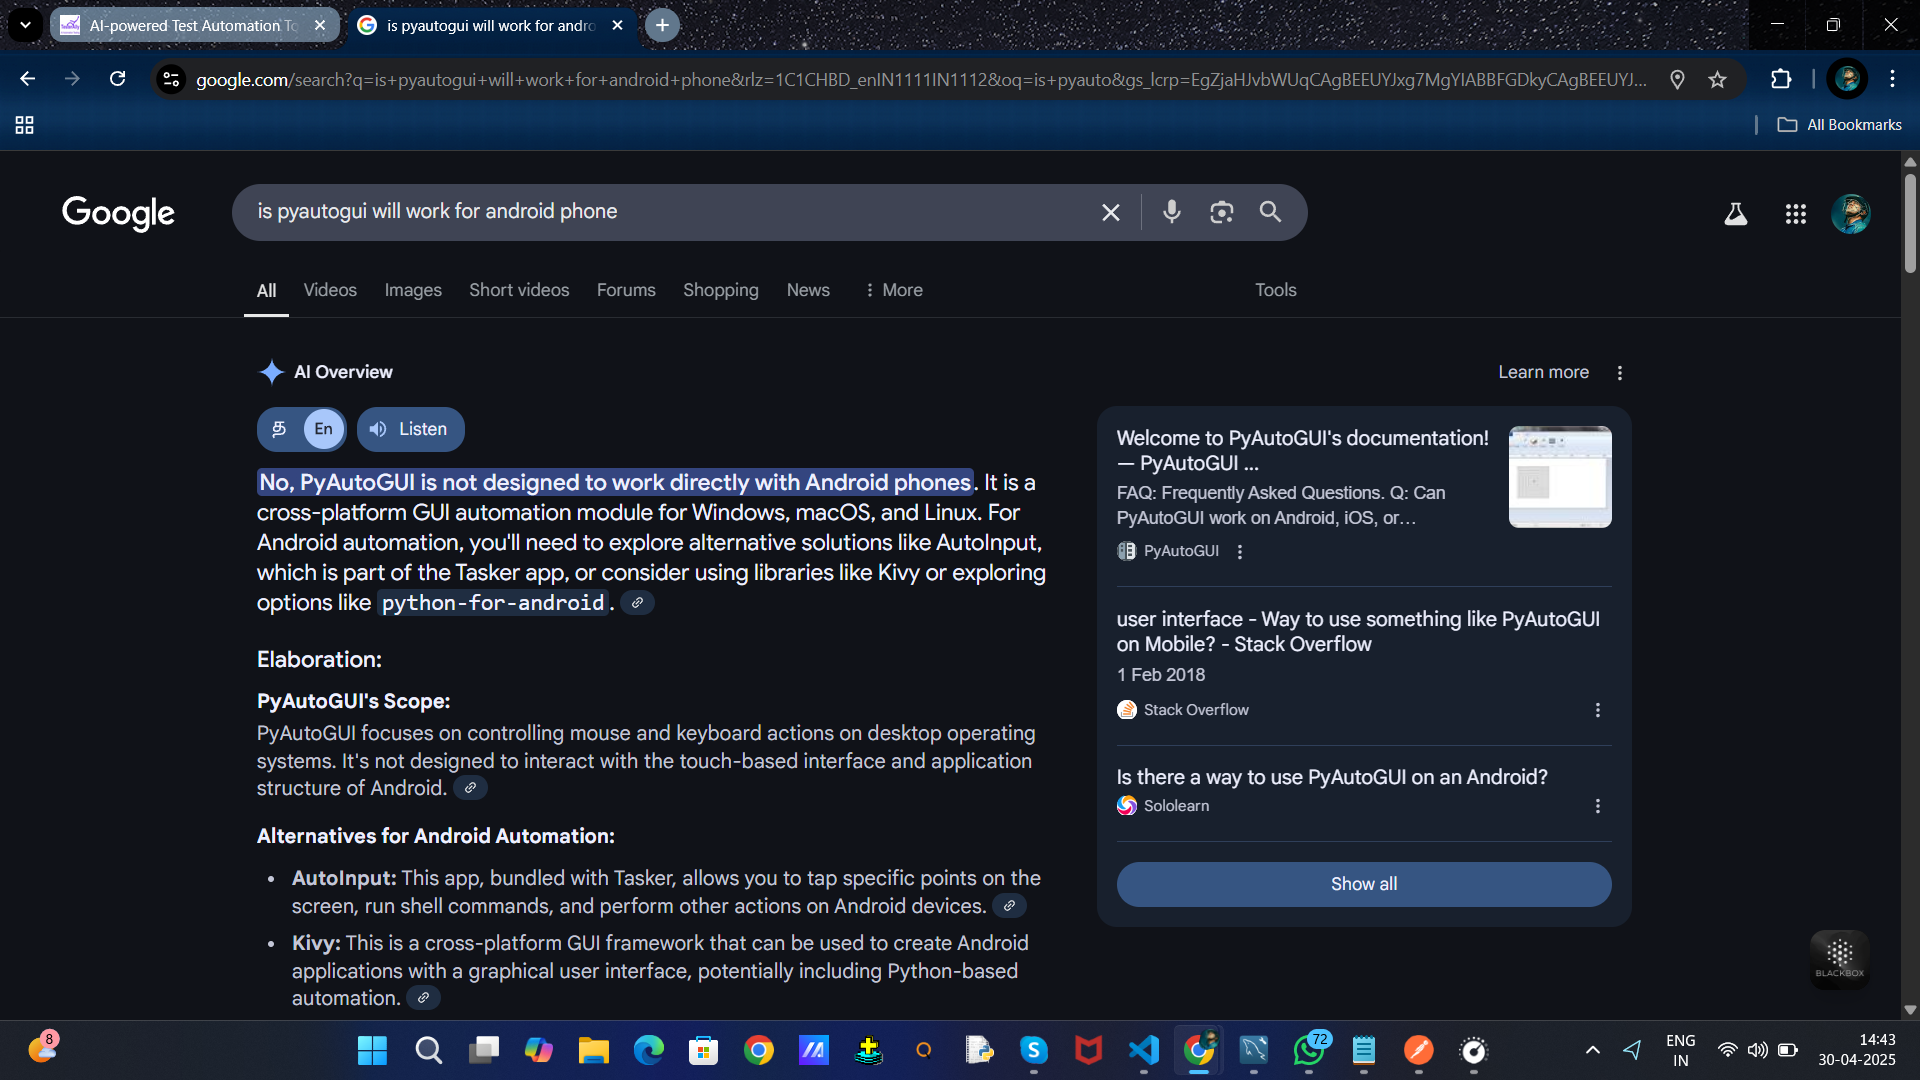 AI-powered Test Automation To
is pyautogui will work for andro
google.com/search?q=is+pyautogui+will+work+for+android+phone&rlz=1C1CHBD_enIN1111IN1112&oq=is+pyauto&gs_lcrp=EgZjaHJvbWUqCAgBEEUYJxg7MgYIABBFGDkyCAgBEEUYJ...
All Bookmarks
Google
is pyautogui will work for android phone
All
Videos
Images
Short videos
Forums
Shopping
News
More
Tools
AI Overview
Learn more
த
En
Listen
No, PyAutoGUI is not designed to work directly with Android phones. It is a
cross-platform GUI automation module for Windows, macOS, and Linux. For
Android automation, you'll need to explore alternative solutions like AutoInput,
which is part of the Tasker app, or consider using libraries like Kivy or exploring
options like python-for-android.
Elaboration:
PyAutoGUI's Scope:
PyAutoGUI focuses on controlling mouse and keyboard actions on desktop operating
systems. It's not designed to interact with the touch-based interface and application
structure of Android.
Alternatives for Android Automation:
• AutoInput: This app, bundled with Tasker, allows you to tap specific points on the
screen, run shell commands, and perform other actions on Android devices.
• Kivy: This is a cross-platform GUI framework that can be used to create Android
applications with a graphical user interface, potentially including Python-based
automation.
Welcome to PyAutoGUI's documentation!
— PyAutoGUI ...
FAQ: Frequently Asked Questions. Q: Can
PyAutoGUI work on Android, iOS, or…
PyAutoGUI
user interface - Way to use something like PyAutoGUI
on Mobile? - Stack Overflow
1 Feb 2018
Stack Overflow
Is there a way to use PyAutoGUI on an Android?
Sololearn
Show all
BLACKBOX
8
72
ENG
IN
14:43
30-04-2025